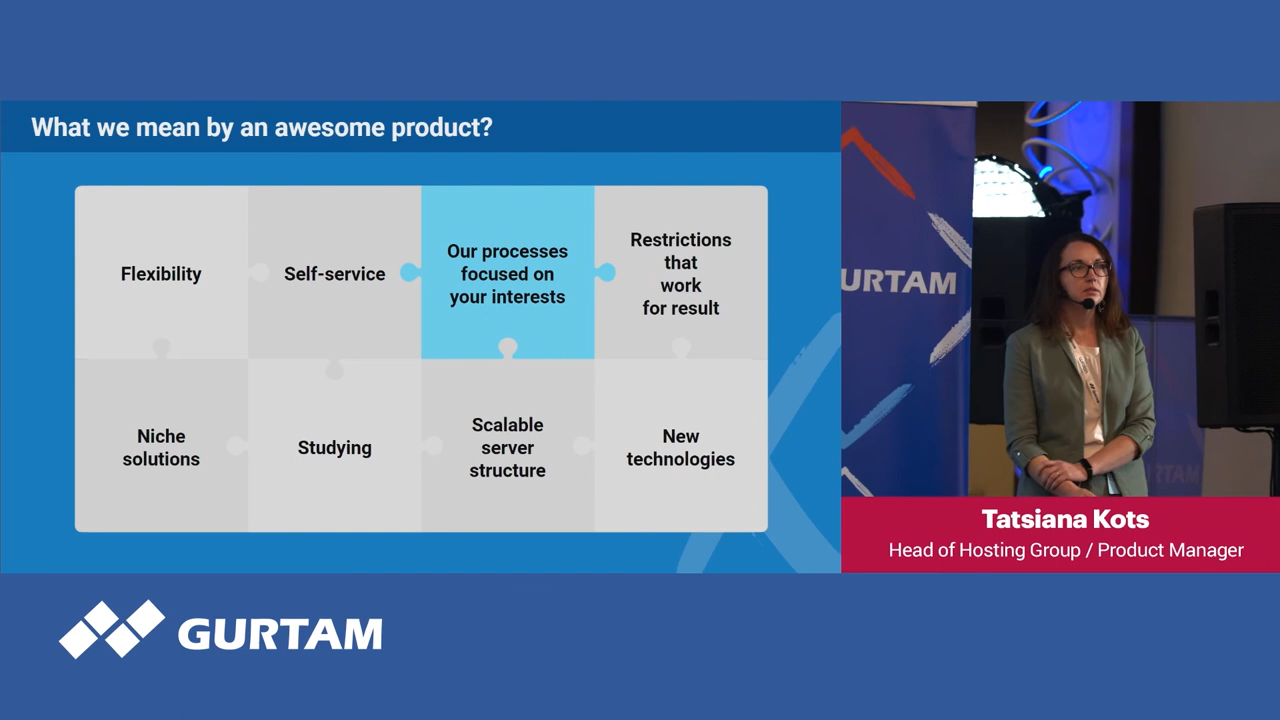 What we mean by an awesome product?
Flexibility
Self-service
Our processes
focused on
your interests
Restrictions
that
work
for result
Niche
solutions
Studying
Scalable
server
structure
New
technologies
URTAM
RTAM
Tatsiana Kots
Head of Hosting Group / Product Manager
GURTAM